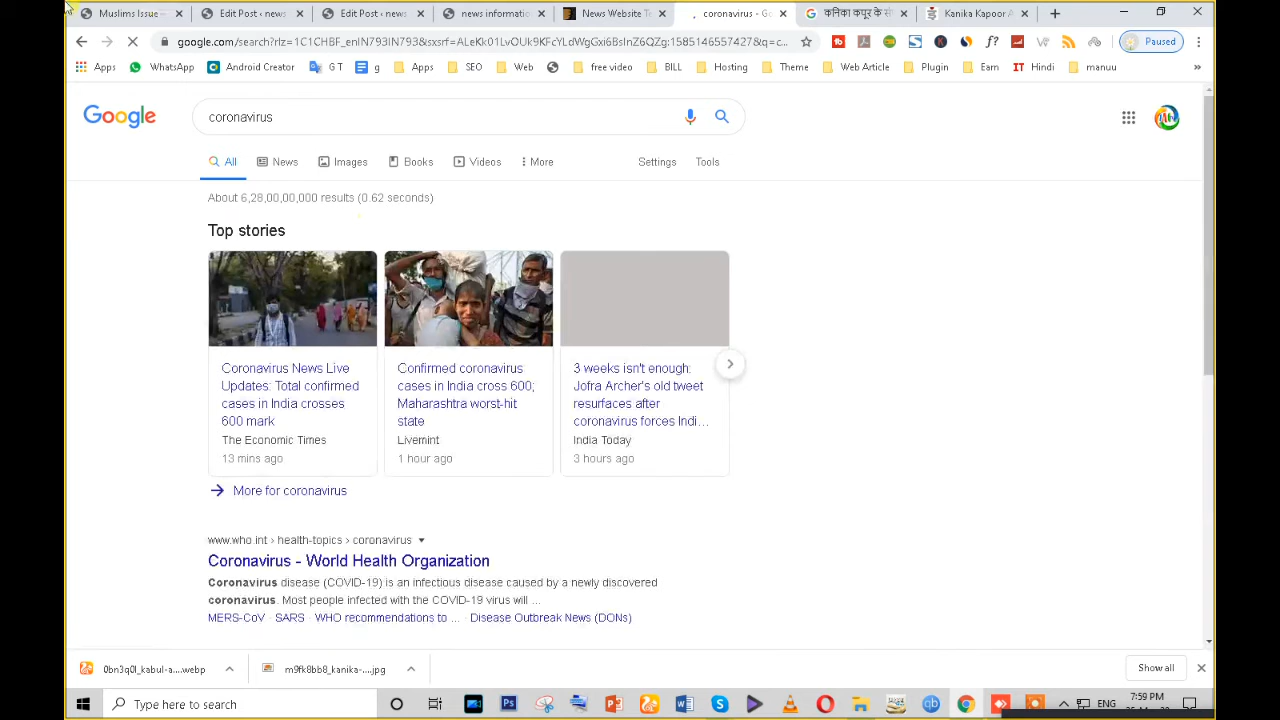 Muslims Issue –
Edit Post ‹ news
Edit Post ‹ news
news informatio
News Website Te
coronavirus - Go
कनिका कपूर के सं
Kanika Kapoor A
google.com/search?rlz=1C1CHBF_enIN793IN793&sxsrf=ALeKk01LvOUk9KFcYLdWgGxi6BsInZ6QZg:1585146557427&q=c...
Paused
Apps
WhatsApp
Android Creator
G T
g
Apps
SEO
Web
free video
BILL
Hosting
Theme
Web Article
Plugin
Earn
IT Hindi
manuu
Google
coronavirus
All
News
Images
Books
Videos
More
Settings
Tools
About 6,28,00,00,000 results (0.62 seconds)
Top stories
Coronavirus News Live
Updates: Total confirmed
cases in India crosses
600 mark
The Economic Times
13 mins ago
Confirmed coronavirus
cases in India cross 600;
Maharashtra worst-hit
state
Livemint
1 hour ago
3 weeks isn't enough:
Jofra Archer's old tweet
resurfaces after
coronavirus forces Indi...
India Today
3 hours ago
More for coronavirus
www.who.int › health-topics › coronavirus
Coronavirus - World Health Organization
Coronavirus disease (COVID-19) is an infectious disease caused by a newly discovered
coronavirus. Most people infected with the COVID-19 virus will ...
MERS-CoV · SARS · WHO recommendations to ... · Disease Outbreak News (DONs)
0bn3q0l_kabul-a....webp
m9fk8bb8_kanika-....jpg
Show all
Type here to search
ENG
7:59 PM